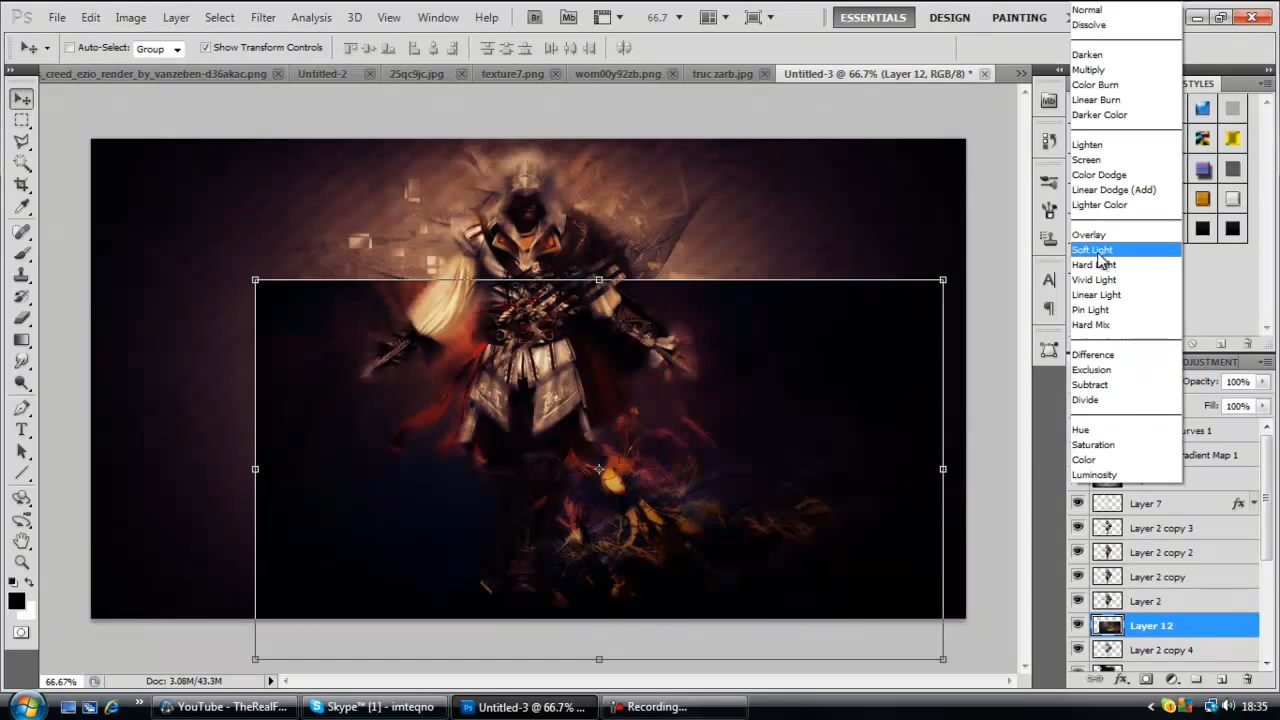 Ps File Edit Image Layer Select Filter Analysis 3D View Window Help Br Mb 66.7 ESSENTIALS DESIGN PAINTING
Auto-Select: Group Show Transform Controls
_creed_ezio_render_by_vanzeben-d36akac.png Untitled-2 25qc9jc.jpg texture7.png wom00y92zb.png truc zarb.jpg Untitled-3 @ 66.7% (Layer 12, RGB/8) *
STYLES
Mb
Normal
Dissolve
Darken
Multiply
Color Burn
Linear Burn
Darker Color
Lighten
Screen
Color Dodge
Linear Dodge (Add)
Lighter Color
Overlay
Soft Light
Hard Light
Vivid Light
Linear Light
Pin Light
Hard Mix
Difference
Exclusion
Subtract
Divide
Hue
Saturation
Color
Luminosity
DJUSTMENT
Opacity: 100%
Fill: 100%
urves 1
radient Map 1
Layer 7 fx
Layer 2 copy 3
Layer 2 copy 2
Layer 2 copy
Layer 2
Layer 12
Layer 2 copy 4
66.67% Doc: 3.08M/43.3M
YouTube - TheRealF... Skype™ [1] - imteqno Untitled-3 @ 66.7% ... Recording... 18:35